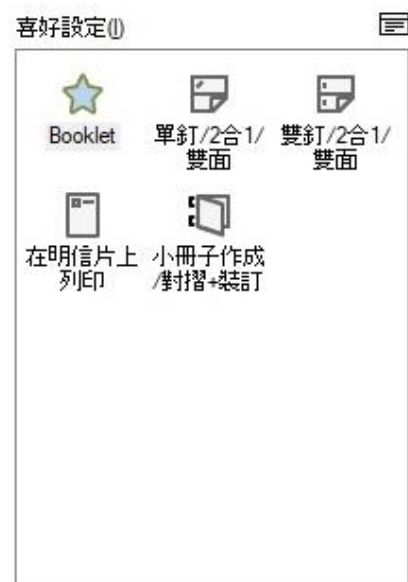 喜好設定(J)
Booklet
單釘/2合1/
雙面
雙釘/2合1/
雙面
在明信片上
列印
小冊子作成
/對摺+裝訂